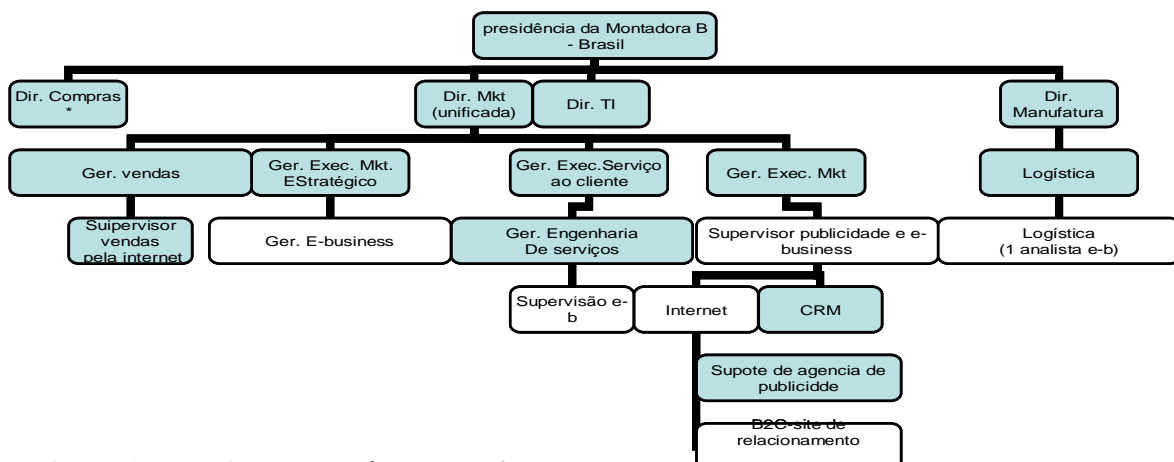 presidência da Montadora B
- Brasil
Dir. Compras
*
Dir. Mkt
(unificada)
Dir. TI
Dir.
Manufatura
Ger. vendas
Ger. Exec. Mkt.
EStratégico
Ger. Exec.Serviço
ao cliente
Ger. Exec. Mkt
Logística
Suipervisor
vendas
pela internet
Ger. E-business
Ger. Engenharia
De serviços
Supervisor publicidade e e-
business
Logística
(1 analista e-b)
Supervisão e-
b
Internet
CRM
Supote de agencia de
publicidde
B2C-site de
relacionamento